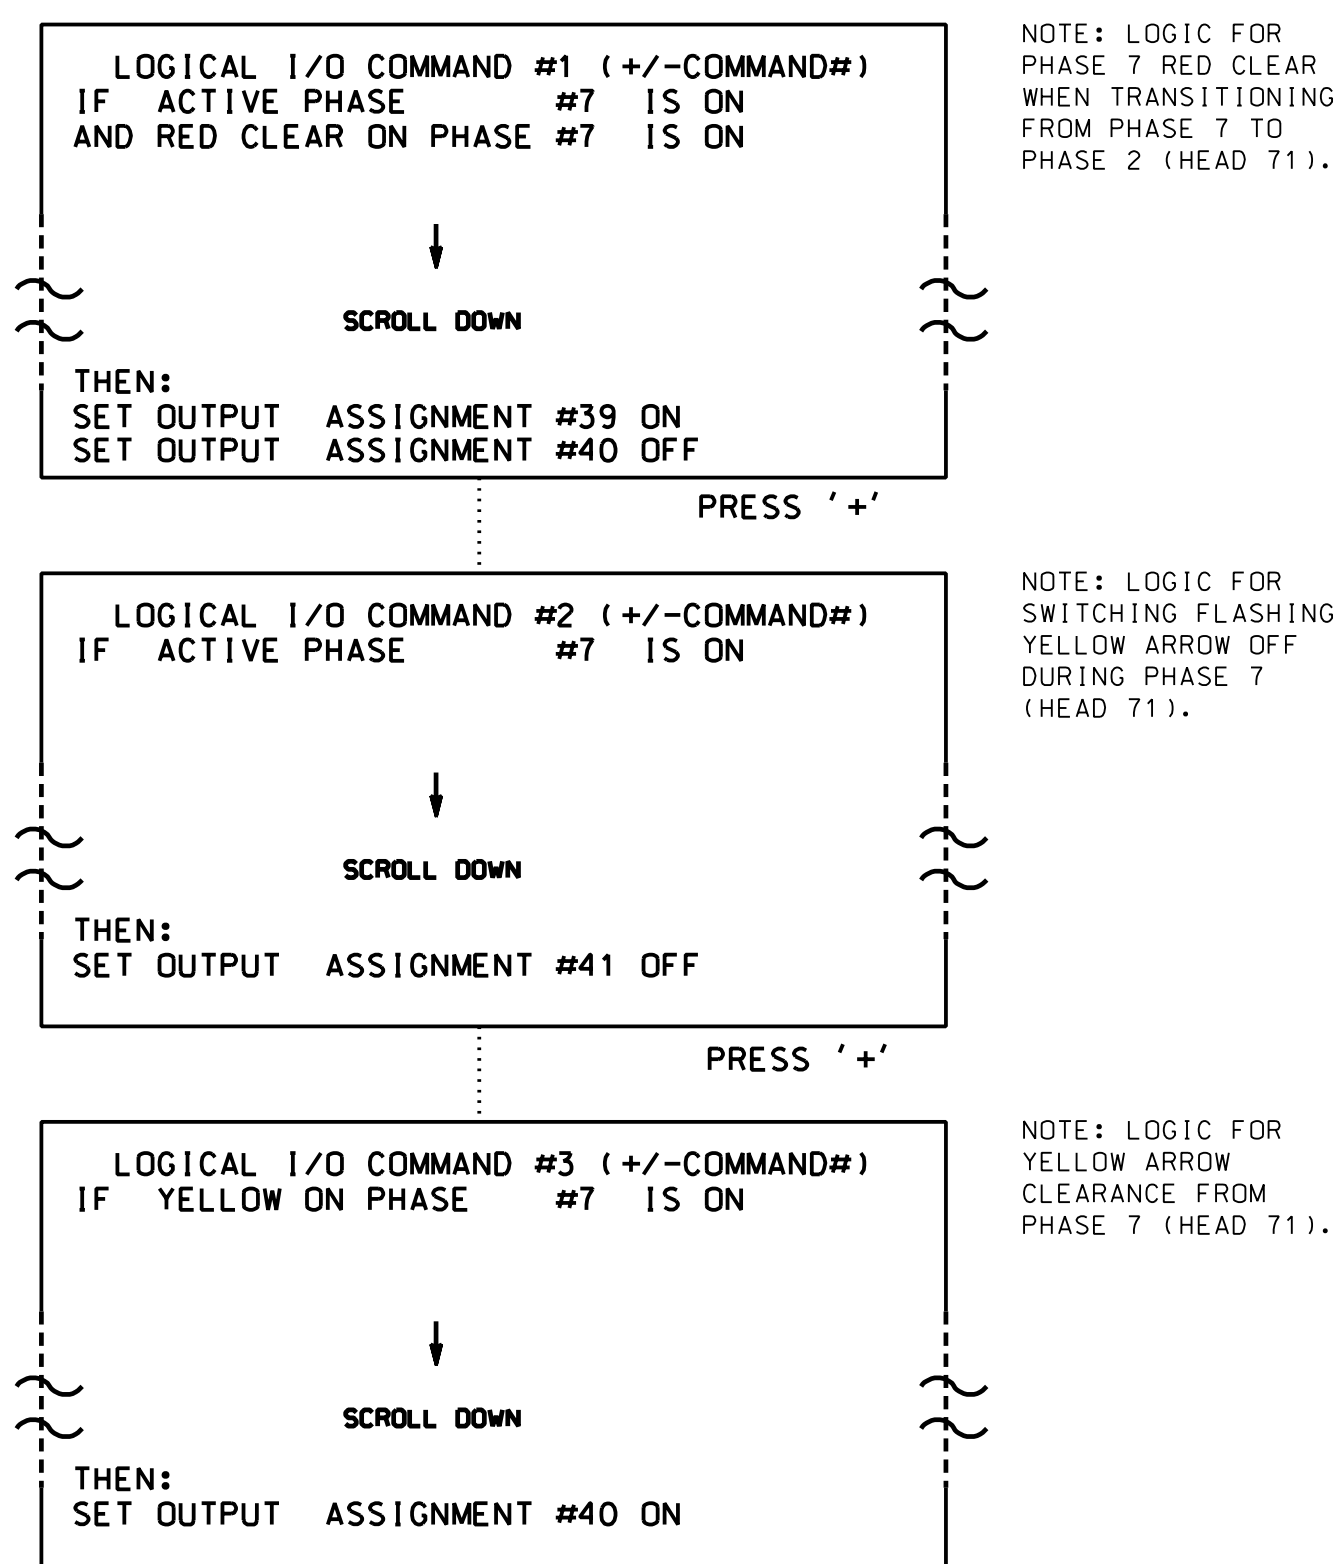 LOGICAL I/O COMMAND #1 (+/-COMMAND#)
IF ACTIVE PHASE #7 IS ON
AND RED CLEAR ON PHASE #7 IS ON
SCROLL DOWN
THEN:
SET OUTPUT ASSIGNMENT #39 ON
SET OUTPUT ASSIGNMENT #40 OFF
PRESS '+'
NOTE: LOGIC FOR
PHASE 7 RED CLEAR
WHEN TRANSITIONING
FROM PHASE 7 TO
PHASE 2 (HEAD 71).
LOGICAL I/O COMMAND #2 (+/-COMMAND#)
IF ACTIVE PHASE #7 IS ON
SCROLL DOWN
THEN:
SET OUTPUT ASSIGNMENT #41 OFF
PRESS '+'
NOTE: LOGIC FOR
SWITCHING FLASHING
YELLOW ARROW OFF
DURING PHASE 7
(HEAD 71).
LOGICAL I/O COMMAND #3 (+/-COMMAND#)
IF YELLOW ON PHASE #7 IS ON
SCROLL DOWN
THEN:
SET OUTPUT ASSIGNMENT #40 ON
NOTE: LOGIC FOR
YELLOW ARROW
CLEARANCE FROM
PHASE 7 (HEAD 71).